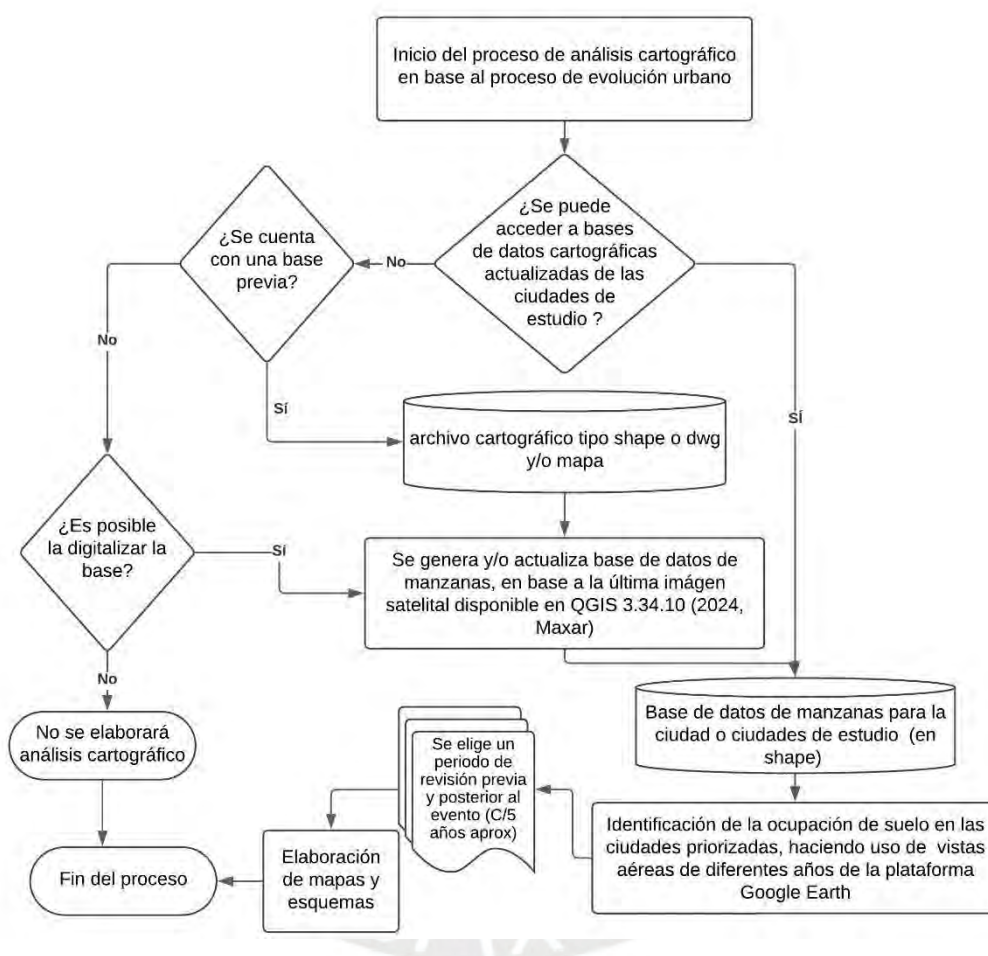 Inicio del proceso de análisis cartográfico
en base al proceso de evolución urbano
¿Se puede
acceder a bases
de datos cartográficas
actualizadas de las
ciudades de
estudio ?
No
¿Se cuenta
con una base
previa?
No
Sí
SÍ
archivo cartográfico tipo shape o dwg
y/o mapa
¿Es posible
la digitalizar la
base?
Sí
Se genera y/o actualiza base de datos de
manzanas, en base a la última imágen
satelital disponible en QGIS 3.34.10 (2024,
Maxar)
No
No se elaborará
análisis cartográfico
Base de datos de manzanas para la
ciudad o ciudades de estudio (en
shape)
Se elige un
periodo de
revisión previa
y posterior al
evento (C/5
años aprox)
Identificación de la ocupación de suelo en las
ciudades priorizadas, haciendo uso de vistas
aéreas de diferentes años de la plataforma
Google Earth
Elaboración
de mapas y
esquemas
Fin del proceso